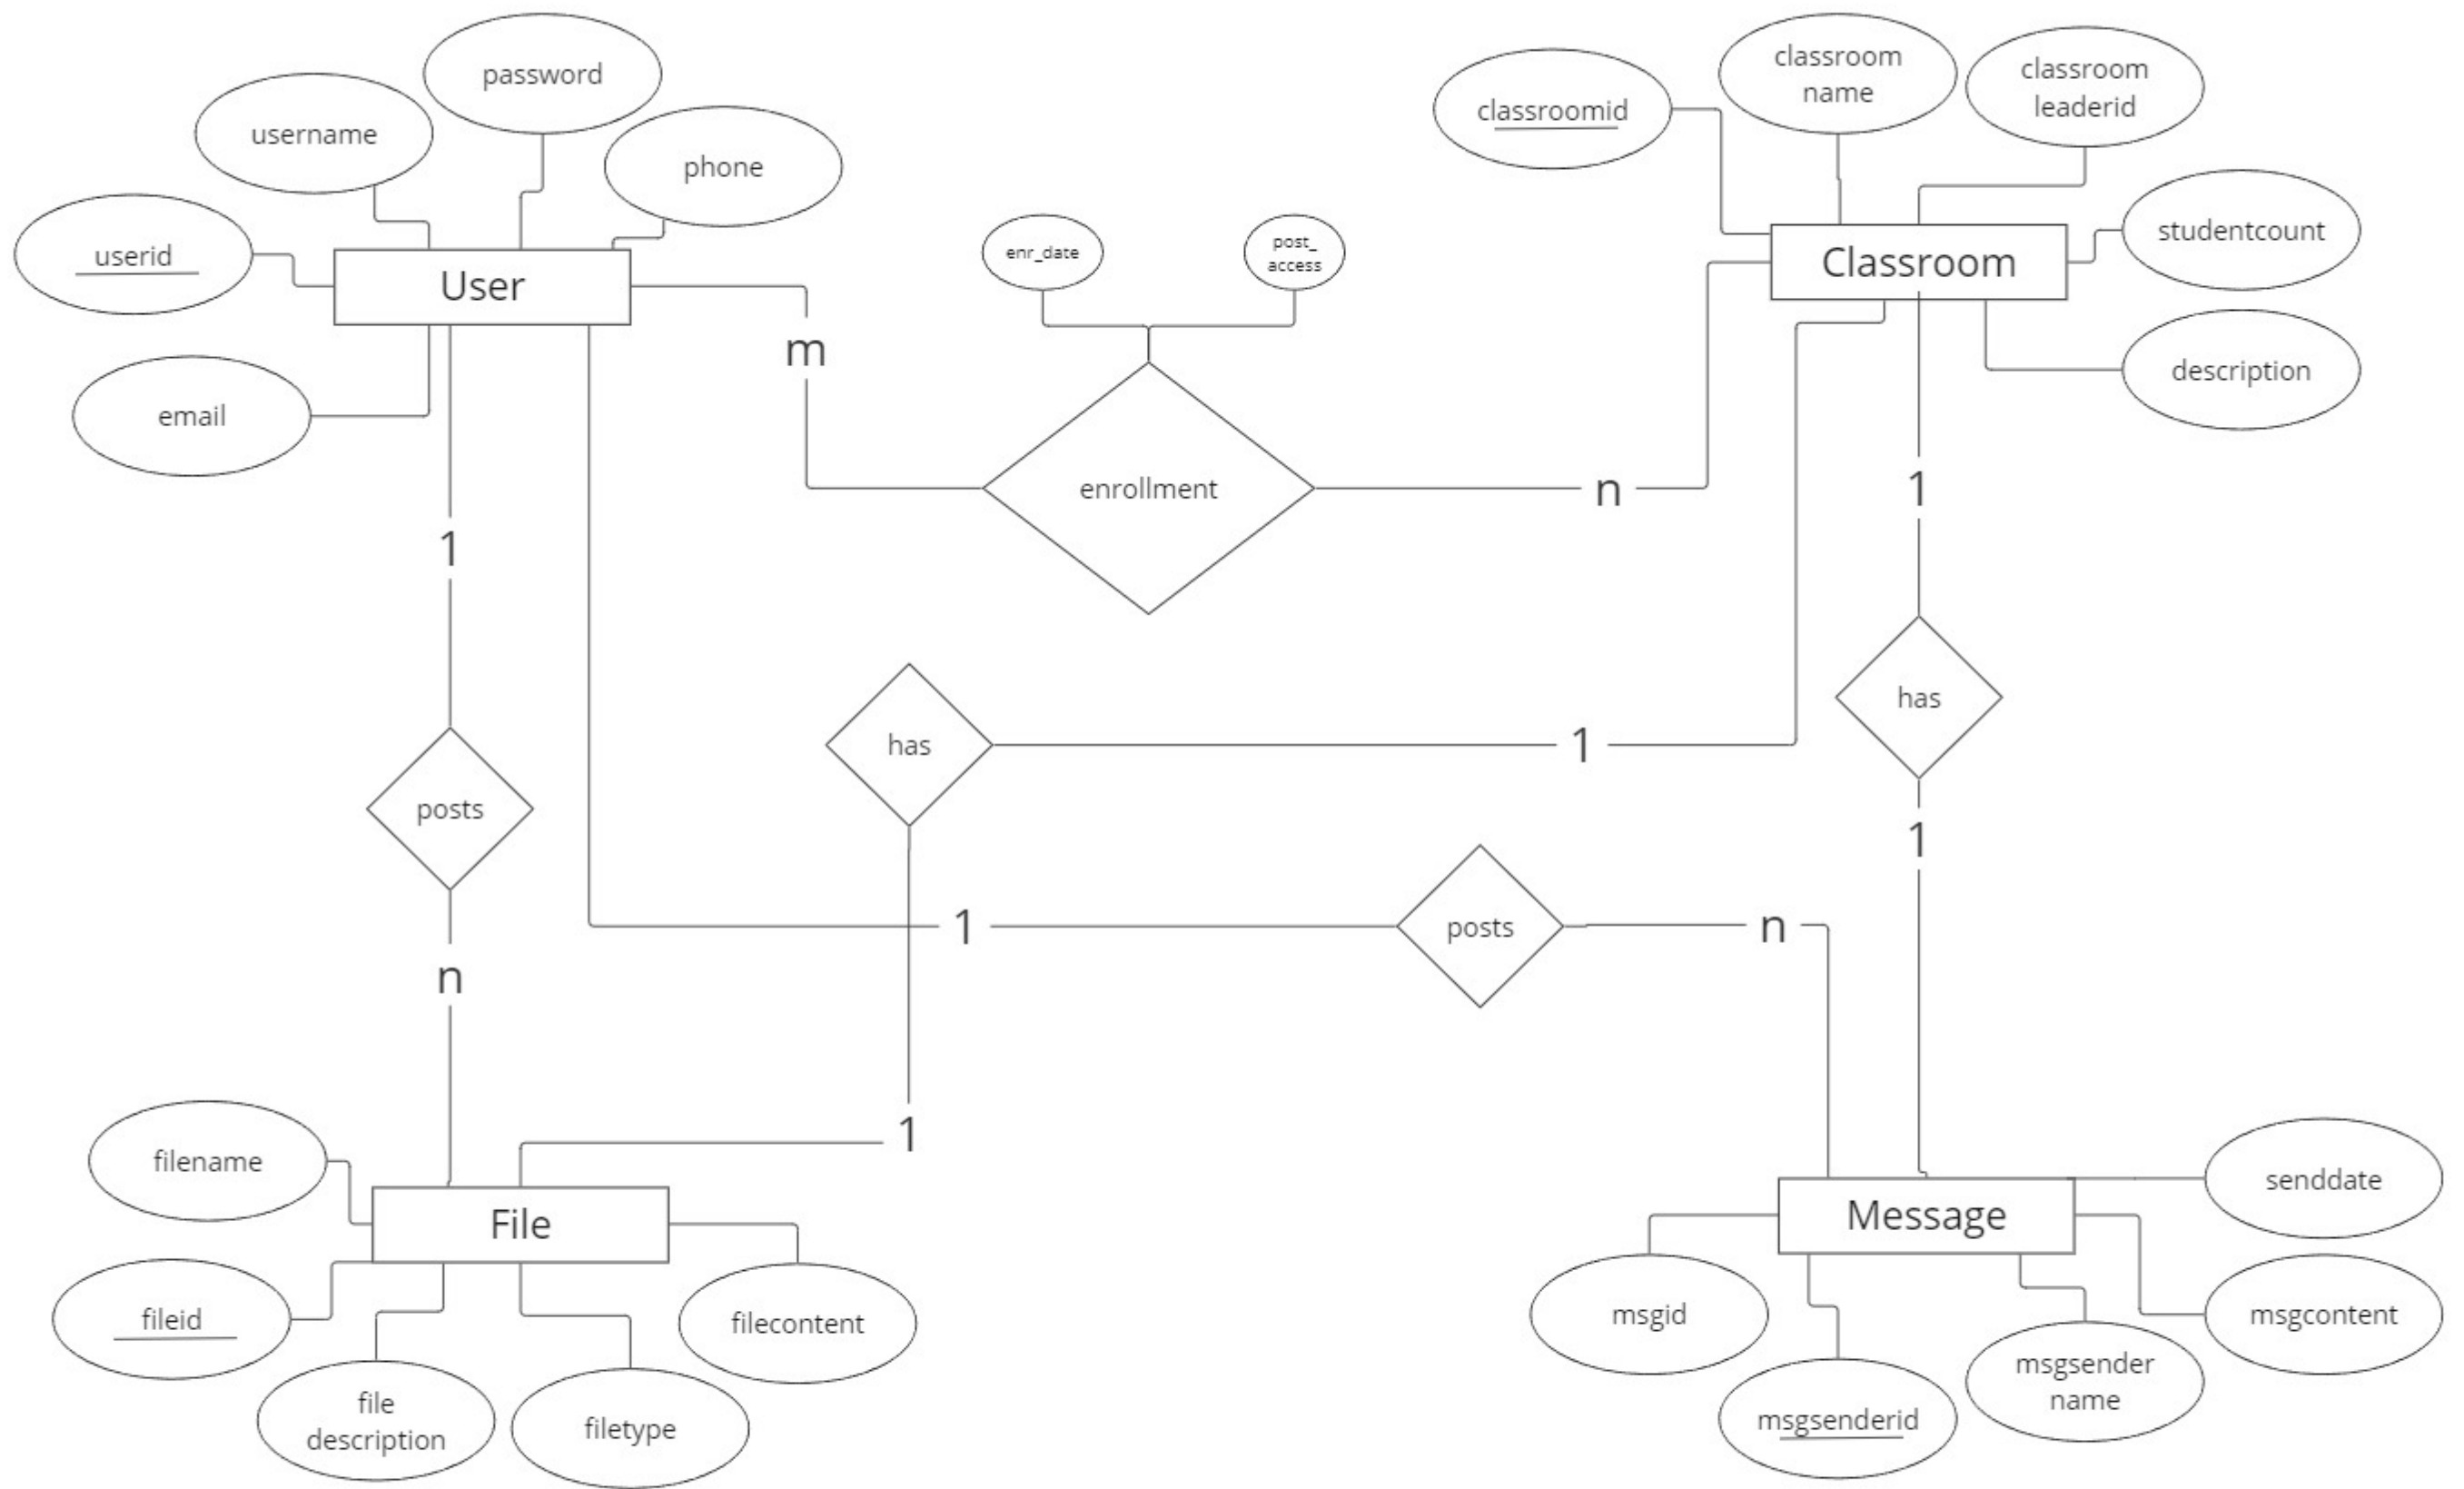 password
classroom
name
classroom
leaderid
username
phone
classroomid
userid
enr_date
post_
access
studentcount
User
Classroom
m
description
email
enrollment
n
1
1
has
has
1
posts
1
1
posts
n
n
1
filename
senddate
File
Message
fileid
filecontent
msgid
msgcontent
file
description
filetype
msgsenderid
msgsender
name